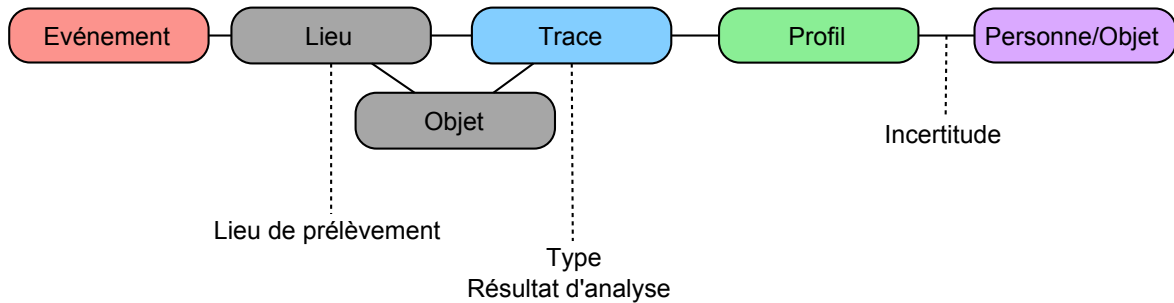 Evénement
Lieu
Trace
Profil
Personne/Objet
Objet
Incertitude
Lieu de prélèvement
Type
Résultat d'analyse